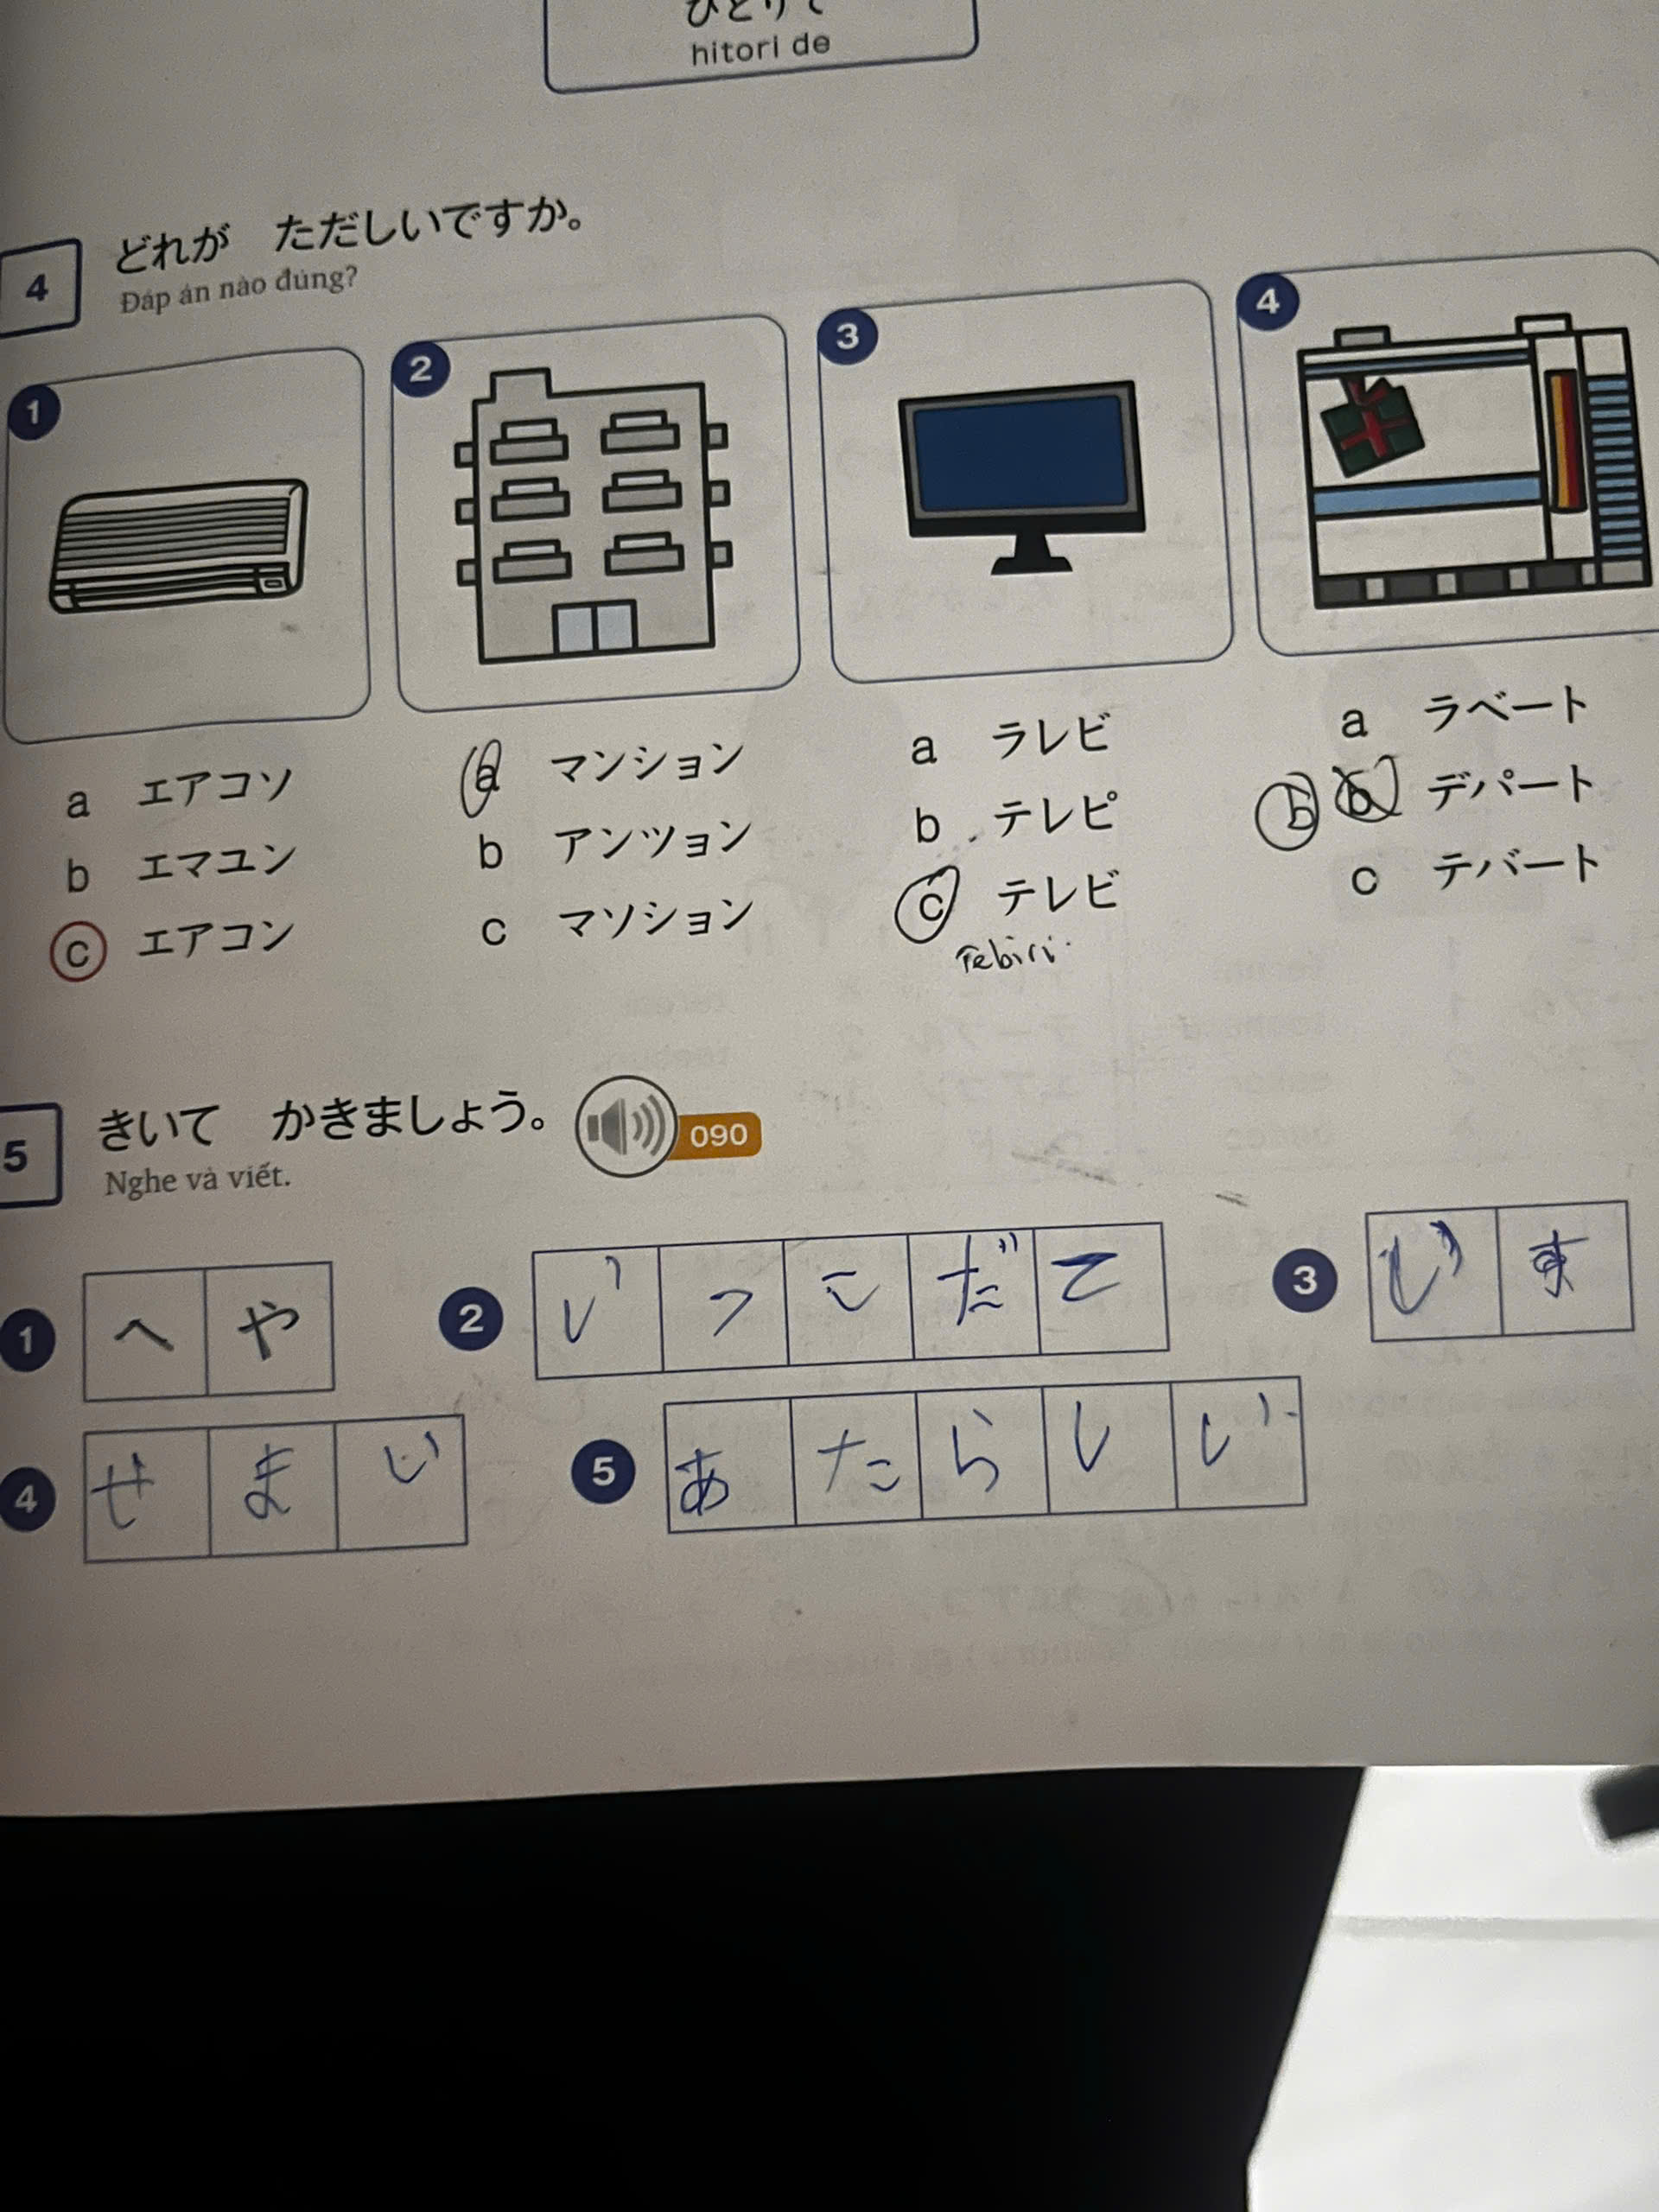 ひとりで
hitori de
4 どれが ただしいですか。
Đáp án nào đúng?
1
2
3
4
a エアコソ
b エマユン
c エアコン
a マンション
b アンツョン
c マソション
a ラレビ
b テレピ
c テレビ
Tebiri
a ラベート
b b デパート
c テバート
5 きいて かきましょう。 090
Nghe và viết.
1 へや
2 いっこだて
3 いす
4 せまい
5 あたらしい